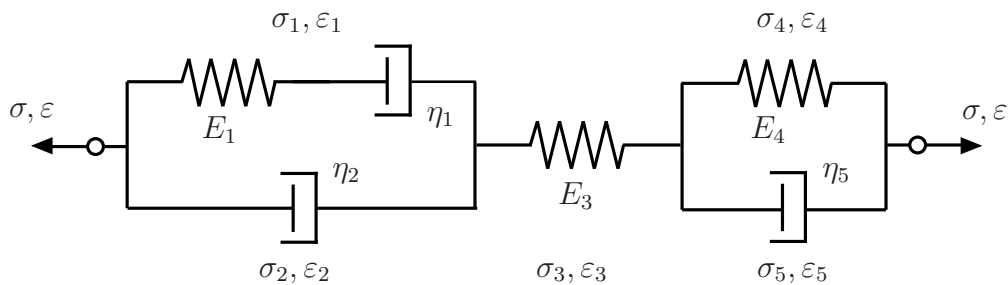 σ₁, ε₁
σ₄, ε₄
σ, ε
E₁
η₁
E₄
σ, ε
η₂
E₃
η₅
σ₂, ε₂
σ₃, ε₃
σ₅, ε₅